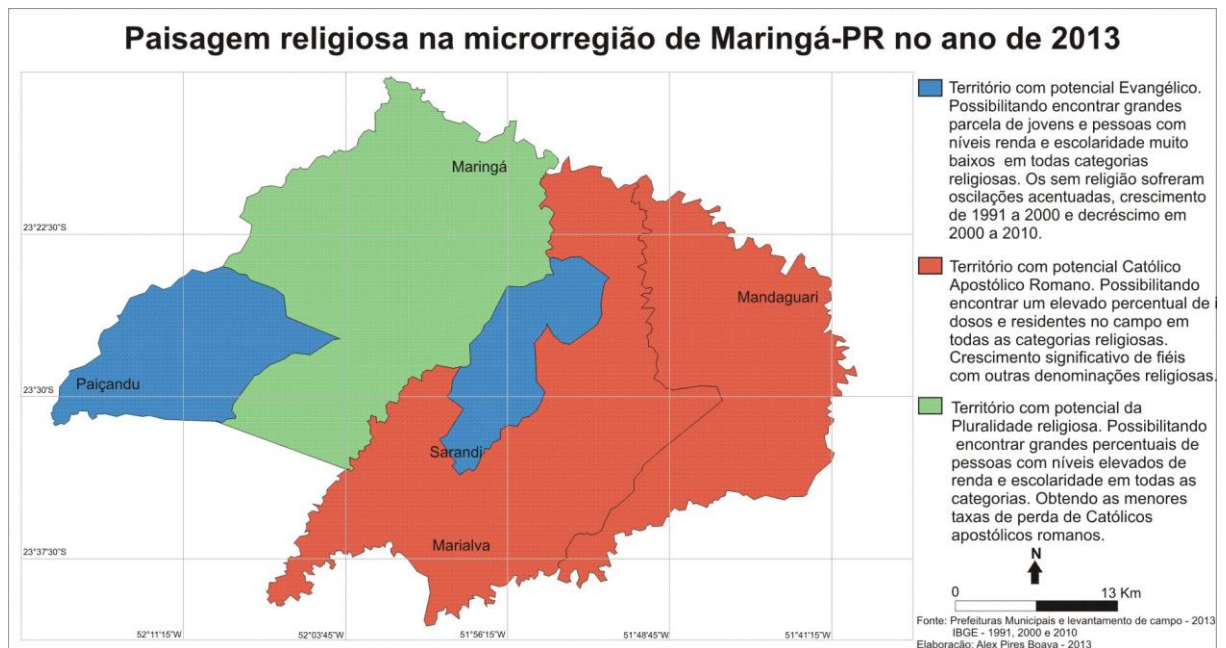 Paisagem religiosa na microrregião de Maringá-PR no ano de 2013
Maringá
Mandaguari
Paiçandu
Sarandi
Marialva
23°22'30"S
23°30'S
23°37'30"S
52°11'15"W
52°03'45"W
51°56'15"W
51°48'45"W
51°41'15"W
Território com potencial Evangélico.
Possibilitando encontrar grandes
parcela de jovens e pessoas com
níveis renda e escolaridade muito
baixos em todas categorias
religiosas. Os sem religião sofreram
oscilações acentuadas, crescimento
de 1991 a 2000 e decréscimo em
2000 a 2010.
Território com potencial Católico
Apostólico Romano. Possibilitando
encontrar um elevado percentual de i
dosos e residentes no campo em
todas as categorias religiosas.
Crescimento significativo de fiéis
com outras denominações religiosas.
Território com potencial da
Pluralidade religiosa. Possibilitando
encontrar grandes percentuais de
pessoas com níveis elevados de
renda e escolaridade em todas as
categorias. Obtendo as menores
taxas de perda de Católicos
apostólicos romanos.
N
0 13 Km
Fonte: Prefeituras Municipais e levantamento de campo - 2013
IBGE - 1991, 2000 e 2010
Elaboração: Alex Pires Boava - 2013